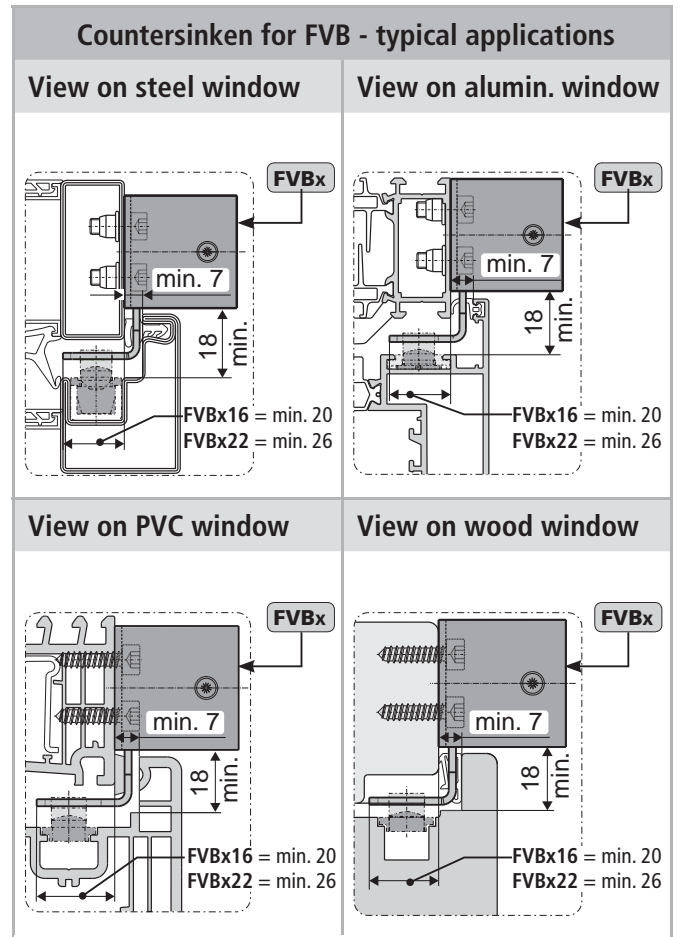 Countersinken for FVB - typical applications
View on steel window
View on alumin. window
FVBx
min. 7
18 min.
FVBx16 = min. 20
FVBx22 = min. 26
FVBx
min. 7
18 min.
FVBx16 = min. 20
FVBx22 = min. 26
View on PVC window
View on wood window
FVBx
min. 7
18 min.
FVBx16 = min. 20
FVBx22 = min. 26
FVBx
min. 7
18 min.
FVBx16 = min. 20
FVBx22 = min. 26